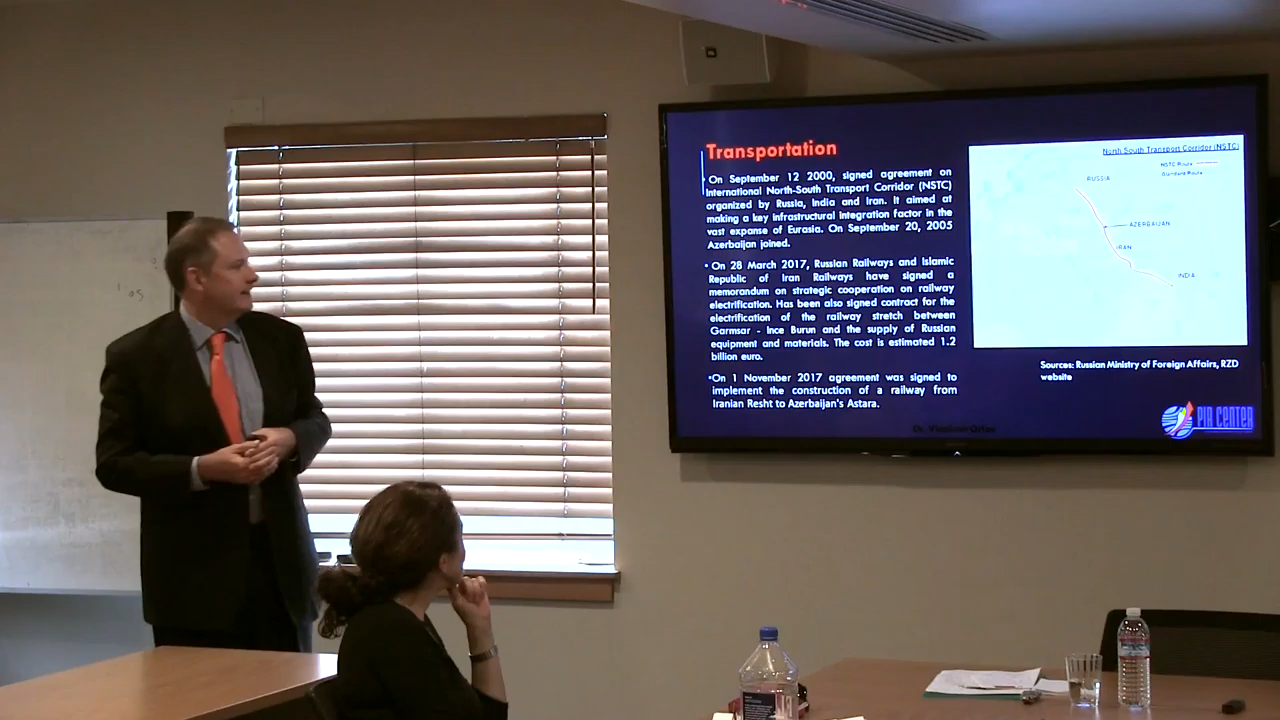 Transportation
On September 12 2000, signed agreement on
International North-South Transport Corridor (NSTC)
organized by Russia, India and Iran. It aimed at
making a key infrastructural integration factor in the
vast expanse of Eurasia. On September 20, 2005
Azerbaijan joined.
• On 28 March 2017, Russian Railways and Islamic
Republic of Iran Railways have signed a
memorandum on strategic cooperation on railway
electrification. Has been also signed contract for the
electrification of the railway stretch between
Garmsar - Ince Burun and the supply of Russian
equipment and materials. The cost is estimated 1.2
billion euro.
•On 1 November 2017 agreement was signed to
implement the construction of a railway from
Iranian Resht to Azerbaijan's Astara.
North South Transport Corridor (NSTC)
NSTC Route
Standard Route
RUSSIA
AZERBAIJAN
IRAN
INDIA
Sources: Russian Ministry of Foreign Affairs, RZD
website
PIR CENTER
Dr. Vladimir Orlov